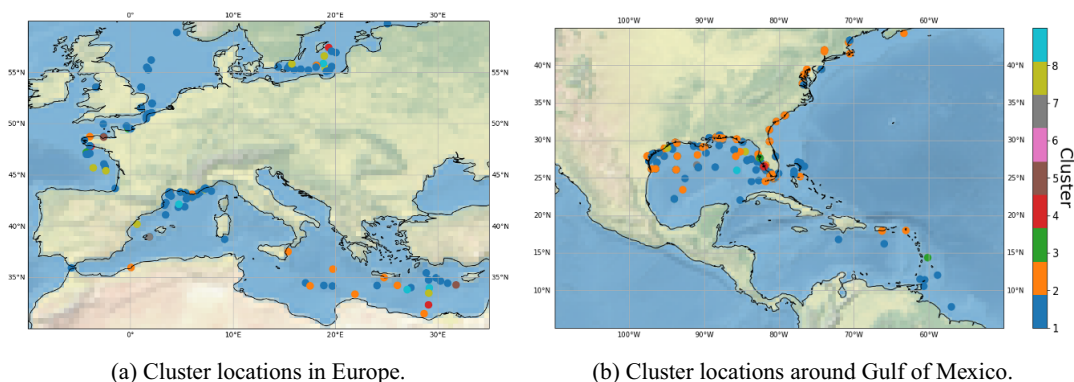 0° 10°E 20°E 30°E
100°W 90°W 80°W 70°W 60°W
55°N 55°N
50°N 50°N
45°N 45°N
40°N 40°N
35°N 35°N
0° 10°E 20°E 30°E
40°N 40°N
35°N 35°N
30°N 30°N
25°N 25°N
20°N 20°N
15°N 15°N
10°N 10°N
100°W 90°W 80°W 70°W 60°W
8
7
6
5
4
3
2
1
Cluster
(a) Cluster locations in Europe.
(b) Cluster locations around Gulf of Mexico.